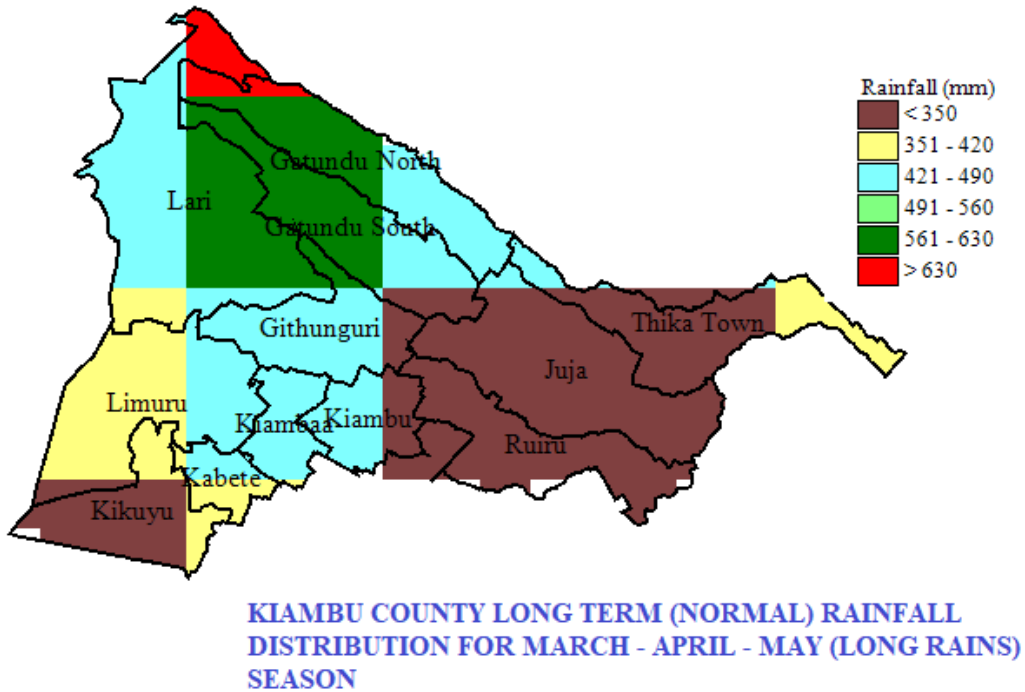 Rainfall (mm)
< 350
351 - 420
421 - 490
491 - 560
561 - 630
> 630
Gatundu North
Lari
Gatundu South
Githunguri
Thika Town
Juja
Limuru
Kiambaa
Kiambu
Ruiru
Kabete
Kikuyu
KIAMBU COUNTY LONG TERM (NORMAL) RAINFALL
DISTRIBUTION FOR MARCH - APRIL - MAY (LONG RAINS)
SEASON